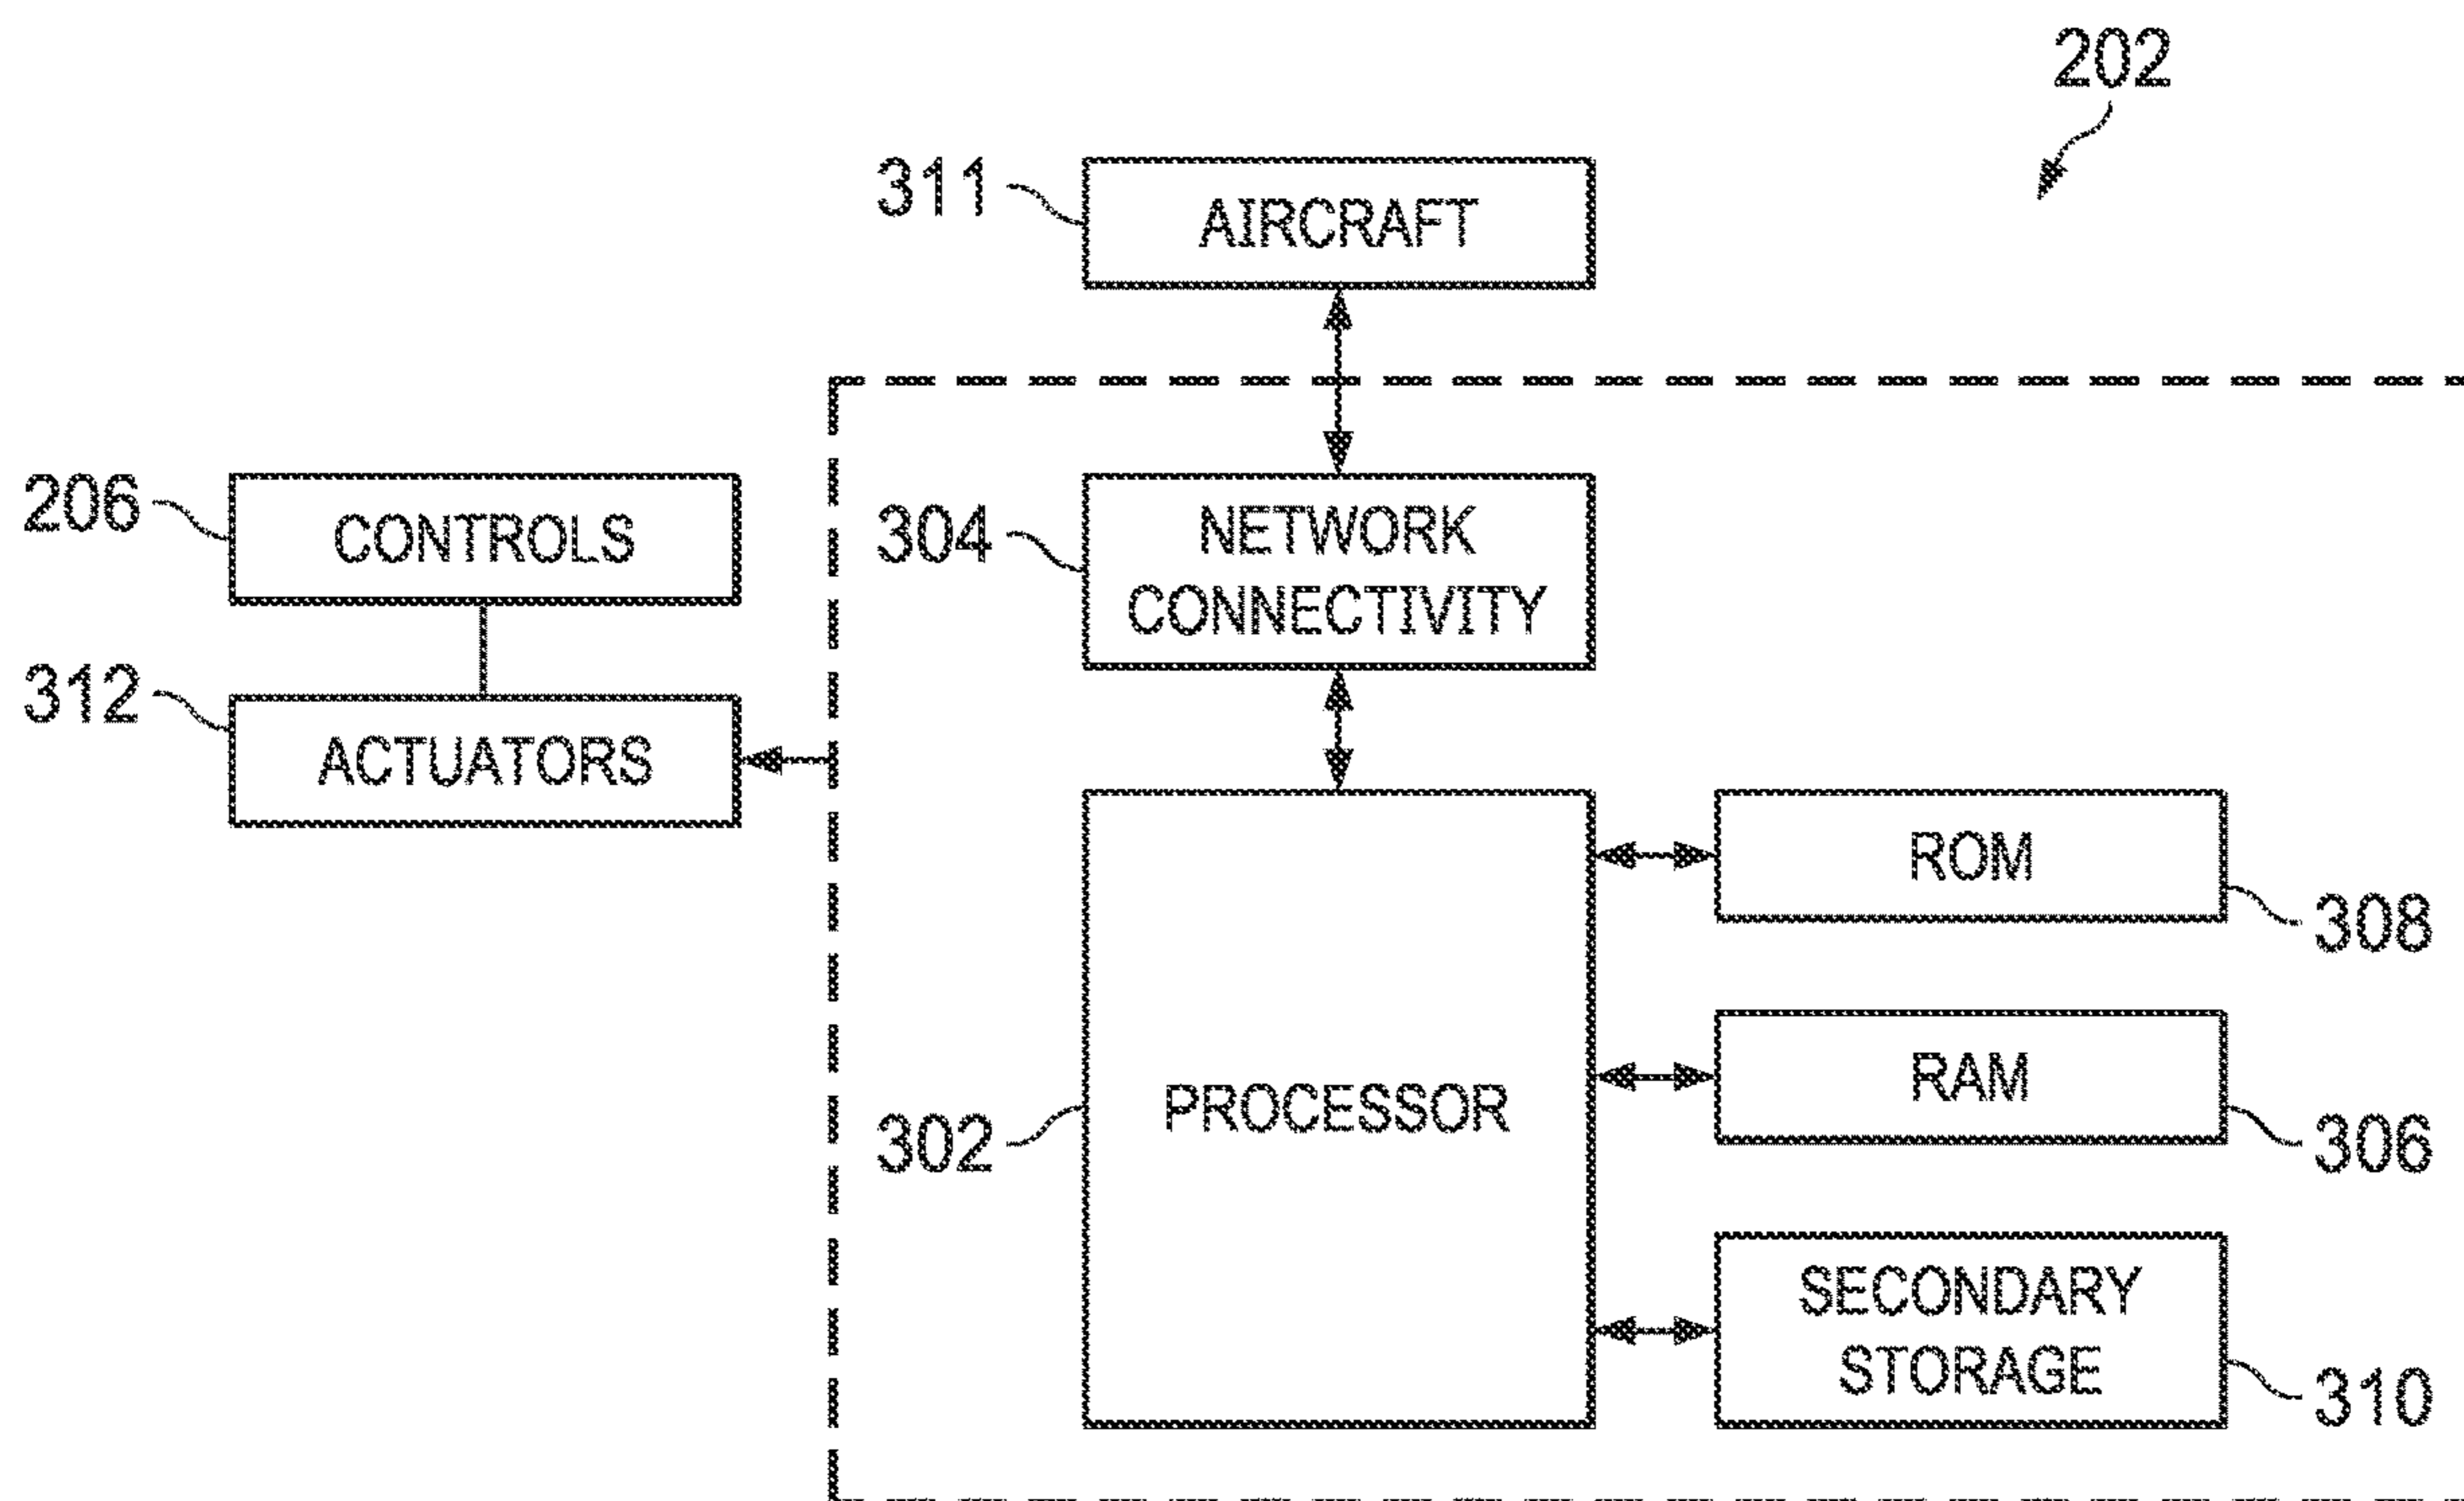 202
311
AIRCRAFT
206
CONTROLS
304
NETWORK
CONNECTIVITY
312
ACTUATORS
ROM
308
302
PROCESSOR
RAM
306
SECONDARY
STORAGE
310